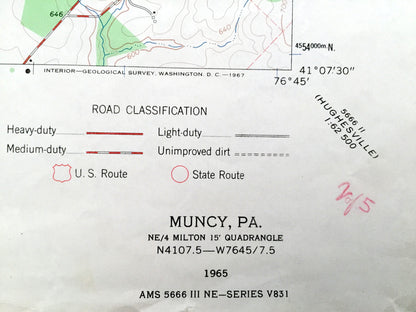 646
600
600
4554000m N.
INTERIOR—GEOLOGICAL SURVEY, WASHINGTON, D. C.—1967
41°07'30"
76°45'
ROAD CLASSIFICATION
Heavy-duty
Light-duty
Medium-duty
Unimproved dirt
U. S. Route
State Route
5666 II
(HUGHESVILLE)
1:62 500
MUNCY, PA.
NE/4 MILTON 15' QUADRANGLE
N4107.5—W7645/7.5
1965
AMS 5666 III NE—SERIES V831